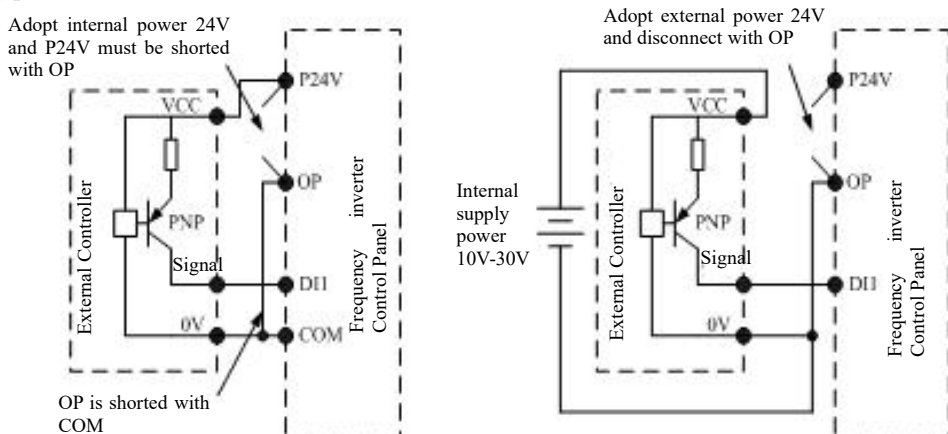 Adopt internal power 24V
and P24V must be shorted
with OP
P24V
VCC
OP
PNP
Signal
DI1
0V
COM
External Controller
Frequency inverter
Control Panel
OP is shorted with
COM
Adopt external power 24V
and disconnect with OP
P24V
VCC
OP
Internal
supply
power
10V-30V
PNP
Signal
DI1
0V
External Controller
Frequency inverter
Control Panel